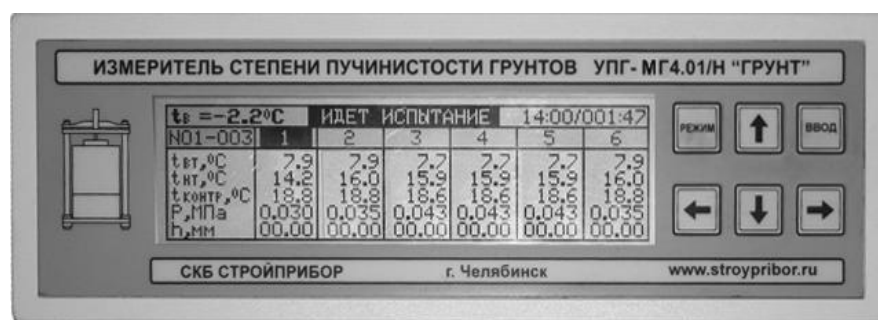 ИЗМЕРИТЕЛЬ СТЕПЕНИ ПУЧИНИСТОСТИ ГРУНТОВ УПГ- МГ4.01/Н “ГРУНТ”
tв =-2.2°C ИДЕТ ИСПЫТАНИЕ 14:00/001:47
N01-003 1 2 3 4 5 6
tвт,°C 7.9 7.9 7.7 7.7 7.7 7.9
tнт,°C 14.2 16.0 15.9 15.9 15.9 16.0
tконтр,°C 18.8 18.8 18.6 18.6 18.6 18.8
P,МПа 0.030 0.035 0.043 0.043 0.043 0.035
h,мм 00.00 00.00 00.00 00.00 00.00 00.00
РЕЖИМ ВВОД
СКБ СТРОЙПРИБОР г. Челябинск www.stroypribor.ru